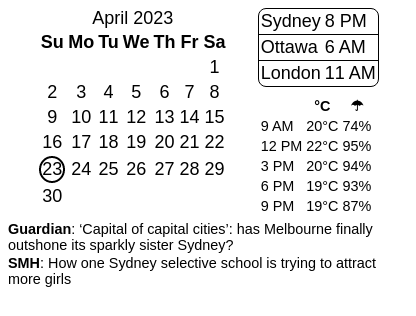 April 2023
Su Mo Tu We Th Fr Sa
1
2 3 4 5 6 7 8
9 10 11 12 13 14 15
16 17 18 19 20 21 22
23 24 25 26 27 28 29
30
Sydney 8 PM
Ottawa 6 AM
London 11 AM
°C ☂
9 AM 20°C 74%
12 PM 22°C 95%
3 PM 20°C 94%
6 PM 19°C 93%
9 PM 19°C 87%
Guardian: ‘Capital of capital cities’: has Melbourne finally
outshone its sparkly sister Sydney?
SMH: How one Sydney selective school is trying to attract
more girls